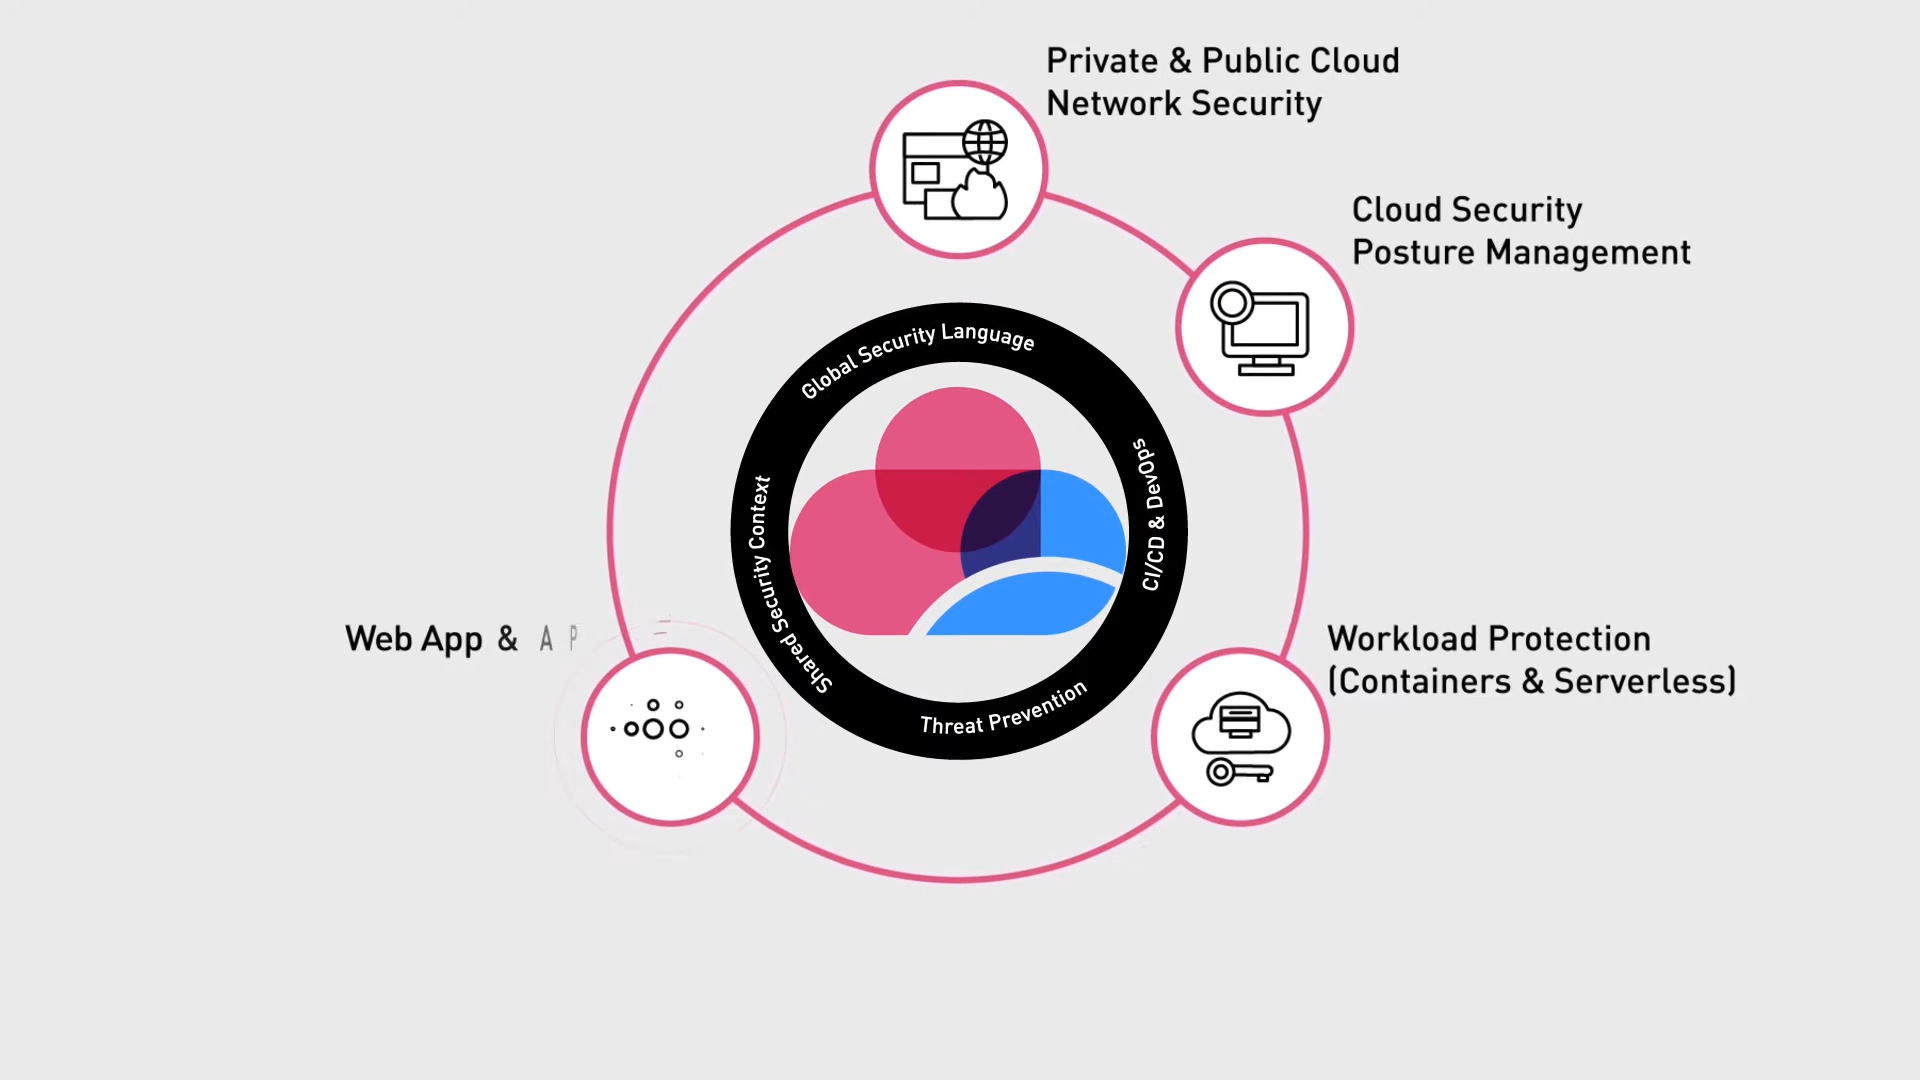 Private & Public Cloud
Network Security
Cloud Security
Posture Management
Global Security Language
CI/CD & DevOps
Shared Security Context
Threat Prevention
Web App & A P
Workload Protection
(Containers & Serverless)